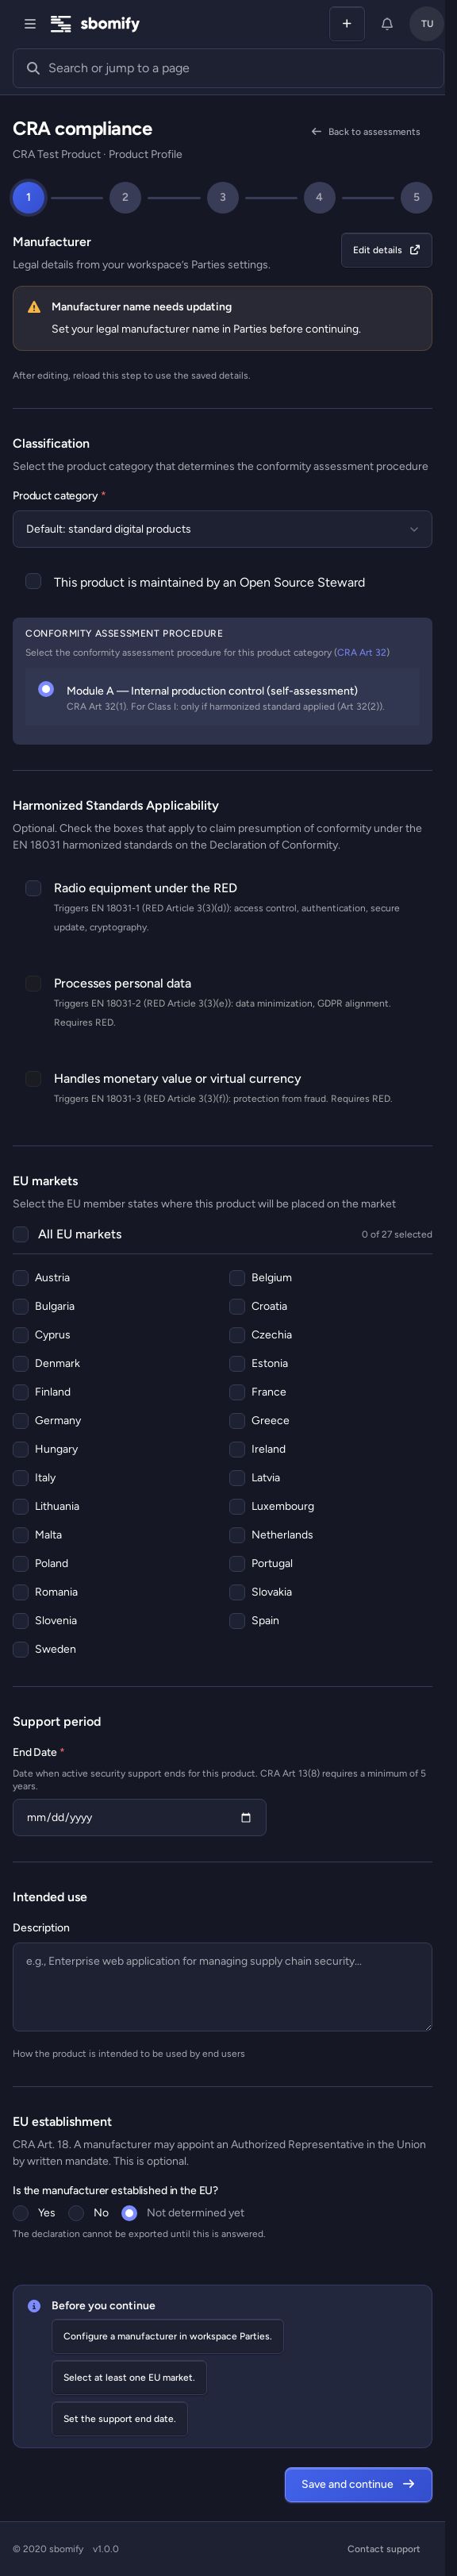 sbomify
TU
Search or jump to a page
CRA compliance
Back to assessments
CRA Test Product · Product Profile
1 2 3 4 5
Manufacturer
Edit details
Legal details from your workspace's Parties settings.
Manufacturer name needs updating
Set your legal manufacturer name in Parties before continuing.
After editing, reload this step to use the saved details.
Classification
Select the product category that determines the conformity assessment procedure
Product category *
Default: standard digital products
This product is maintained by an Open Source Steward
CONFORMITY ASSESSMENT PROCEDURE
Select the conformity assessment procedure for this product category (CRA Art 32)
Module A — Internal production control (self-assessment)
CRA Art 32(1). For Class I: only if harmonized standard applied (Art 32(2)).
Harmonized Standards Applicability
Optional. Check the boxes that apply to claim presumption of conformity under the
EN 18031 harmonized standards on the Declaration of Conformity.
Radio equipment under the RED
Triggers EN 18031-1 (RED Article 3(3)(d)): access control, authentication, secure
update, cryptography.
Processes personal data
Triggers EN 18031-2 (RED Article 3(3)(e)): data minimization, GDPR alignment.
Requires RED.
Handles monetary value or virtual currency
Triggers EN 18031-3 (RED Article 3(3)(f)): protection from fraud. Requires RED.
EU markets
Select the EU member states where this product will be placed on the market
All EU markets 0 of 27 selected
Austria Belgium
Bulgaria Croatia
Cyprus Czechia
Denmark Estonia
Finland France
Germany Greece
Hungary Ireland
Italy Latvia
Lithuania Luxembourg
Malta Netherlands
Poland Portugal
Romania Slovakia
Slovenia Spain
Sweden
Support period
End Date *
Date when active security support ends for this product. CRA Art 13(8) requires a minimum of 5
years.
mm/dd/yyyy
Intended use
Description
e.g., Enterprise web application for managing supply chain security...
How the product is intended to be used by end users
EU establishment
CRA Art. 18. A manufacturer may appoint an Authorized Representative in the Union
by written mandate. This is optional.
Is the manufacturer established in the EU?
Yes No Not determined yet
The declaration cannot be exported until this is answered.
Before you continue
Configure a manufacturer in workspace Parties.
Select at least one EU market.
Set the support end date.
Save and continue
© 2020 sbomify v1.0.0 Contact support